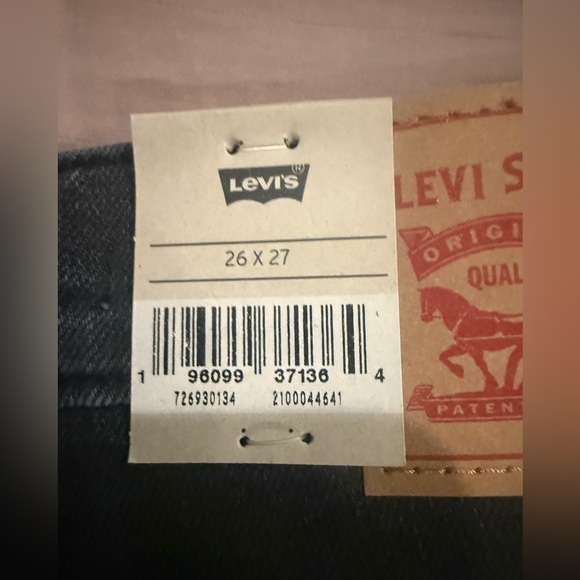 LEVI'S ®
26 X 27
1 96099 37136 4
726930134 2100044641
LEVI S
ORIGI
QUAL
PATEN